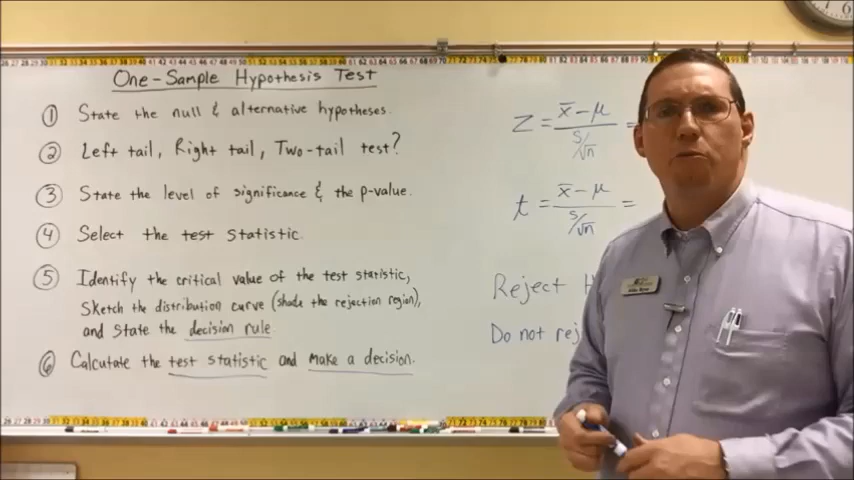 One-Sample Hypothesis Test
① State the null & alternative hypotheses.
② Left tail, Right tail, Two-tail test?
③ State the level of significance & the p-value.
④ Select the test statistic.
⑤ Identify the critical value of the test statistic,
Sketch the distribution curve (shade the rejection region),
and state the decision rule.
⑥ Calculate the test statistic and make a decision.
z = x̄ - μ / s/√n =
t = x̄ - μ / s/√n =
Reject H
Do not rej